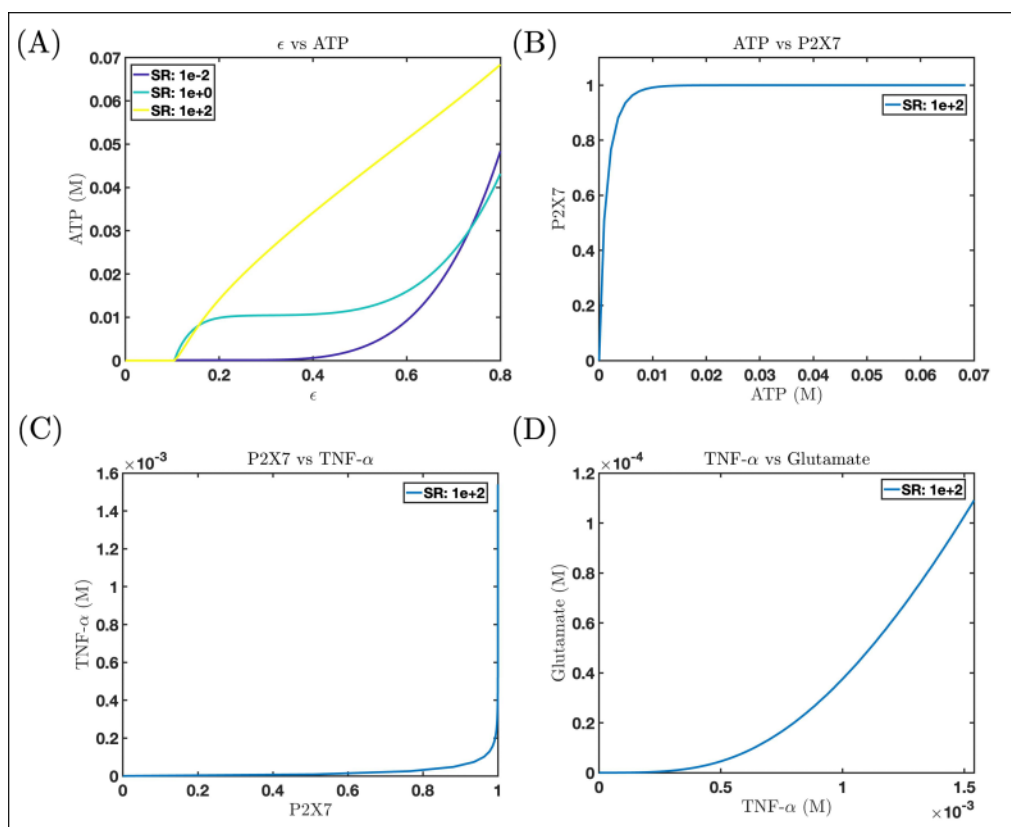 (A)
ϵ vs ATP
SR: 1e-2
SR: 1e+0
SR: 1e+2
0.07
0.06
0.05
0.04
0.03
0.02
0.01
0
ATP (M)
0 0.2 0.4 0.6 0.8
ϵ
(B)
ATP vs P2X7
SR: 1e+2
1
0.8
0.6
0.4
0.2
0
P2X7
0 0.01 0.02 0.03 0.04 0.05 0.06 0.07
ATP (M)
(C)
×10⁻³
P2X7 vs TNF-α
SR: 1e+2
1.6
1.4
1.2
1
0.8
0.6
0.4
0.2
0
TNF-α (M)
0 0.2 0.4 0.6 0.8 1
P2X7
(D)
×10⁻⁴
TNF-α vs Glutamate
SR: 1e+2
1.2
1
0.8
0.6
0.4
0.2
0
Glutamate (M)
0 0.5 1 1.5
TNF-α (M)
×10⁻³